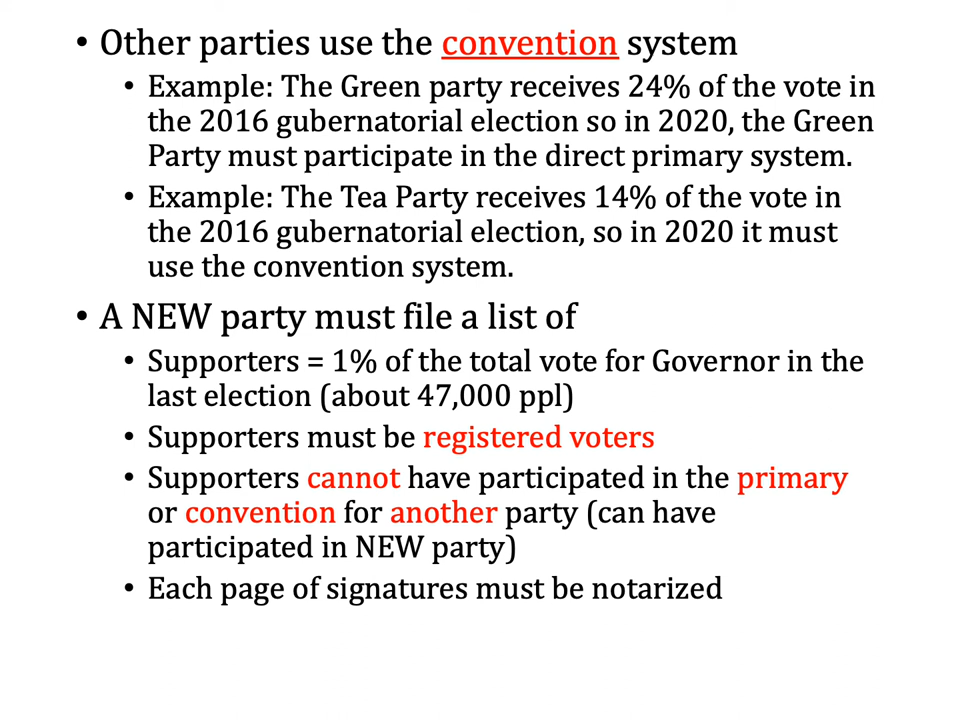 • Other parties use the convention system
• Example: The Green party receives 24% of the vote in
the 2016 gubernatorial election so in 2020, the Green
Party must participate in the direct primary system.
• Example: The Tea Party receives 14% of the vote in
the 2016 gubernatorial election, so in 2020 it must
use the convention system.
• A NEW party must file a list of
• Supporters = 1% of the total vote for Governor in the
last election (about 47,000 ppl)
• Supporters must be registered voters
• Supporters cannot have participated in the primary
or convention for another party (can have
participated in NEW party)
• Each page of signatures must be notarized